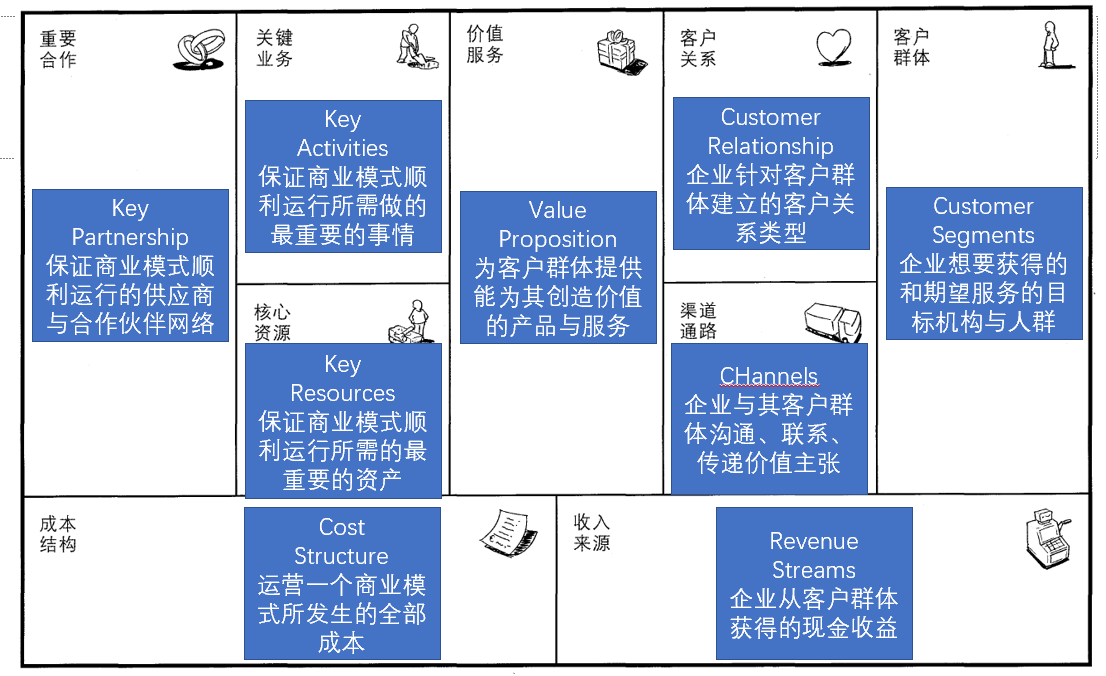 重要
合作
Key
Partnership
保证商业模式顺
利运行的供应商
与合作伙伴网络
关键
业务
Key
Activities
保证商业模式顺
利运行所需做的
最重要的事情
核心
资源
Key
Resources
保证商业模式顺
利运行所需的最
重要的资产
价值
服务
Value
Proposition
为客户群体提供
能为其创造价值
的产品与服务
客户
关系
Customer
Relationship
企业针对客户群
体建立的客户关
系类型
渠道
通路
CHannels
企业与其客户群
体沟通、联系、
传递价值主张
客户
群体
Customer
Segments
企业想要获得的
和期望服务的目
标机构与人群
成本
结构
Cost
Structure
运营一个商业模
式所发生的全部
成本
收入
来源
Revenue
Streams
企业从客户群体
获得的现金收益